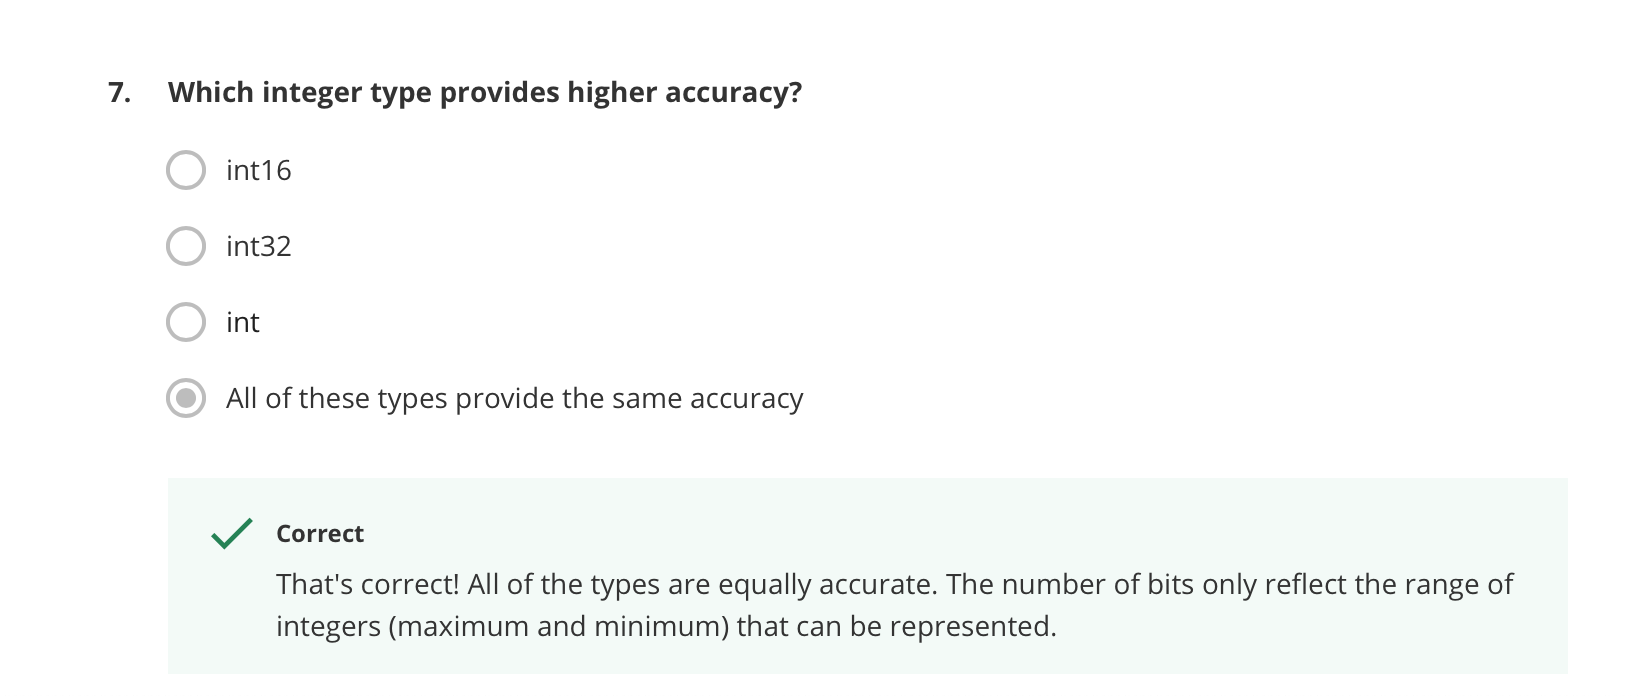 7. Which integer type provides higher accuracy?
int16
int32
int
All of these types provide the same accuracy
Correct
That's correct! All of the types are equally accurate. The number of bits only reflect the range of
integers (maximum and minimum) that can be represented.